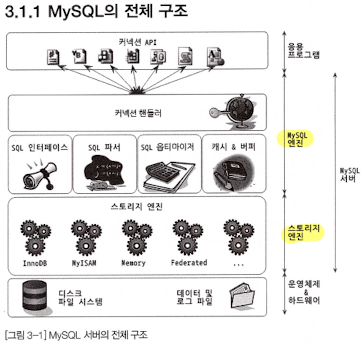 3.1.1 MySQL의 전체 구조
커넥션 API
응용
프로그램
커넥션 핸들러
SQL 인터페이스
SQL 파서
SQL 옵티마이저
캐시 & 버퍼
MySQL
엔진
MySQL
서버
스토리지 엔진
InnoDB
MyISAM
Memory
Federated
...
스토리지
엔진
디스크
파일 시스템
데이터 및
로그 파일
운영체제
&
하드웨어
[그림 3-1] MySQL 서버의 전체 구조